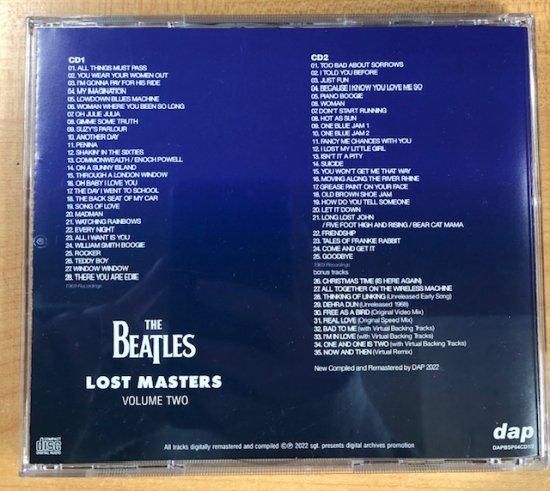 CD1
01. ALL THINGS MUST PASS
02. YOU WEAR YOUR WOMEN OUT
03. I'M GONNA PAY FOR HIS RIDE
04. MY IMAGINATION
05. LOWDOWN BLUES MACHINE
06. WOMAN WHERE YOU BEEN SO LONG
07. OH JULIE JULIA
08. GIMME SOME TRUTH
09. SUZY'S PARLOUR
10. ANOTHER DAY
11. PENINA
12. SHAKIN' IN THE SIXTIES
13. COMMONWEALTH / ENOCH POWELL
14. ON A SUNNY ISLAND
15. THROUGH A LONDON WINDOW
16. OH BABY I LOVE YOU
17. THE DAY I WENT TO SCHOOL
18. THE BACK SEAT OF MY CAR
19. SONG OF LOVE
20. MADMAN
21. WATCHING RAINBOWS
22. EVERY NIGHT
23. ALL I WANT IS YOU
24. WILLIAM SMITH BOOGIE
25. ROCKER
26. TEDDY BOY
27. WINDOW WINDOW
28. THERE YOU ARE EDIE
1969 Recordings
CD2
01. TOO BAD ABOUT SORROWS
02. I TOLD YOU BEFORE
03. JUST FUN
04. BECAUSE I KNOW YOU LOVE ME SO
05. PIANO BOOGIE
06. WOMAN
07. DON'T START RUNNING
08. HOT AS SUN
09. ONE BLUE JAM 1
10. ONE BLUE JAM 2
11. FANCY ME CHANCES WITH YOU
12. I LOST MY LITTLE GIRL
13. ISN'T IT A PITY
14. SUICIDE
15. YOU WON'T GET ME THAT WAY
16. MOVING ALONG THE RIVER RHINE
17. GREASE PAINT ON YOUR FACE
18. OLD BROWN SHOE JAM
19. HOW DO YOU TELL SOMEONE
20. LET IT DOWN
21. LONG LOST JOHN
/ FIVE FOOT HIGH AND RISING / BEAR CAT MAMA
22. FRIENDSHIP
23. TALES OF FRANKIE RABBIT
24. COME AND GET IT
25. GOODBYE
1969 Recordings
bonus tracks
26. CHRISTMAS TIME (IS HERE AGAIN)
27. ALL TOGETHER ON THE WIRELESS MACHINE
28. THINKING OF LINKING (Unreleased Early Song)
29. DEHRA DUN (Unreleased 1968)
30. FREE AS A BIRD (Original Video Mix)
31. REAL LOVE (Original Speed Mix)
32. BAD TO ME (with Virtual Backing Tracks)
33. I'M IN LOVE (with Virtual Backing Tracks)
34. ONE AND ONE IS TWO (with Virtual Backing Tracks)
35. NOW AND THEN (Virtual Remix)
New Compiled and Remastered by DAP 2022
THE
BEATLES
LOST MASTERS
VOLUME TWO
COMPACT
disc
DIGITAL AUDIO
All tracks digitally remastered and compiled ©℗ 2022 sgt. presents digital archives promotion
dap